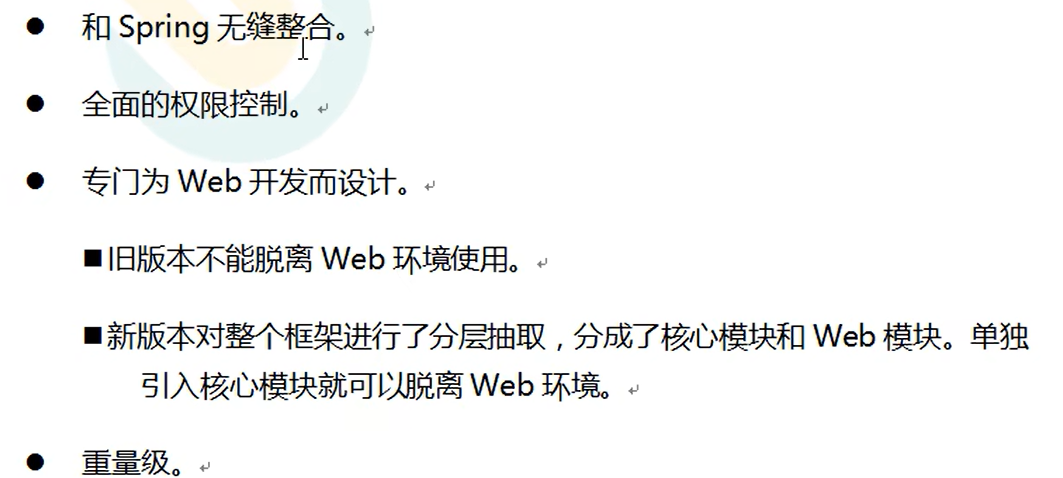 ● 和 Spring 无缝整合。
● 全面的权限控制。
● 专门为 Web 开发而设计。
■旧版本不能脱离 Web 环境使用。
■新版本对整个框架进行了分层抽取，分成了核心模块和 Web 模块。单独
引入核心模块就可以脱离 Web 环境。
● 重量级。